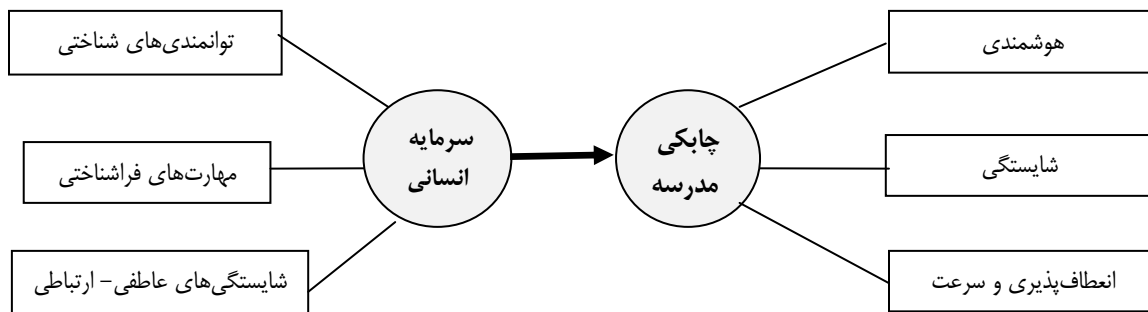 توانمندی‌های شناختی
مهارت‌های فراشناختی
شایستگی‌های عاطفی– ارتباطی
سرمایه
انسانی
چابکی
مدرسه
هوشمندی
شایستگی
انعطاف‌پذیری و سرعت